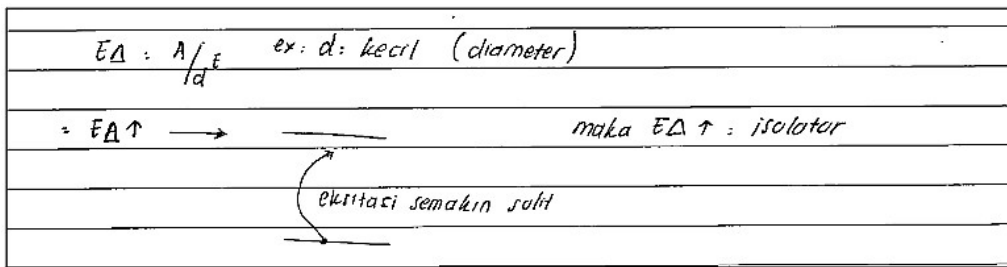 EΔ : A/d^E ex: d: kecil (diameter)
= EΔ↑ → maka EΔ ↑ : isolator
eksitasi semakin sulit